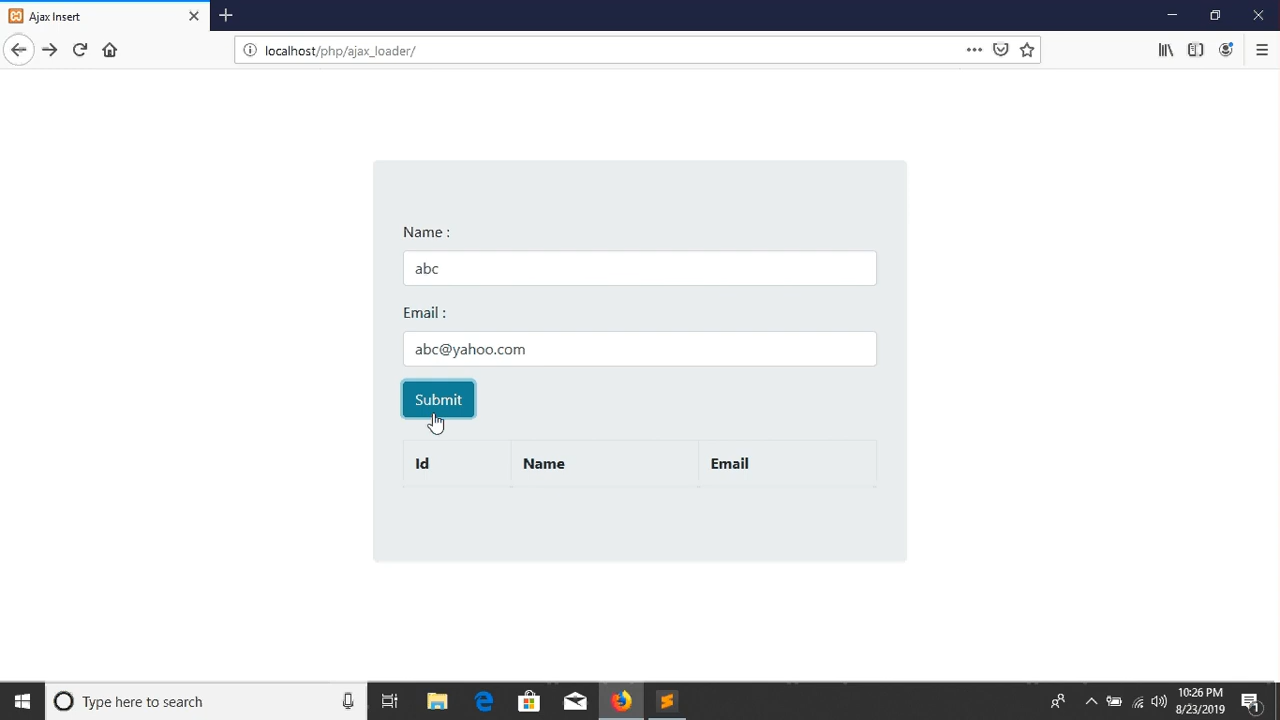 Ajax Insert
localhost/php/ajax_loader/
Name :
abc
Email :
abc@yahoo.com
Submit
Id Name Email
Type here to search
10:26 PM
8/23/2019
1